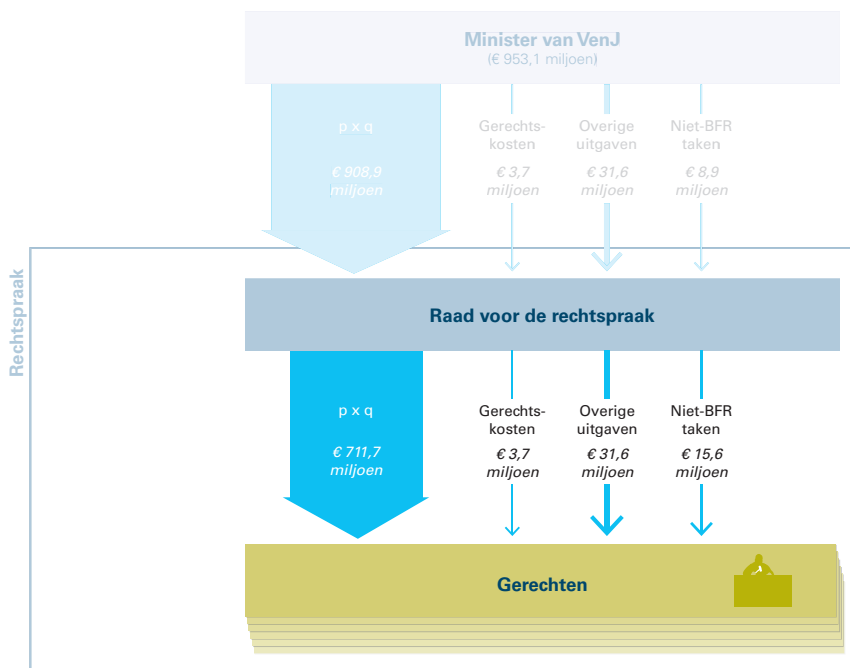 Minister van VenJ
(€ 953,1 miljoen)
p x q
€ 908,9
miljoen
Gerechts-
kosten
€ 3,7
miljoen
Overige
uitgaven
€ 31,6
miljoen
Niet-BFR
taken
€ 8,9
miljoen
Rechtspraak
Raad voor de rechtspraak
p x q
€ 711,7
miljoen
Gerechts-
kosten
€ 3,7
miljoen
Overige
uitgaven
€ 31,6
miljoen
Niet-BFR
taken
€ 15,6
miljoen
Gerechten